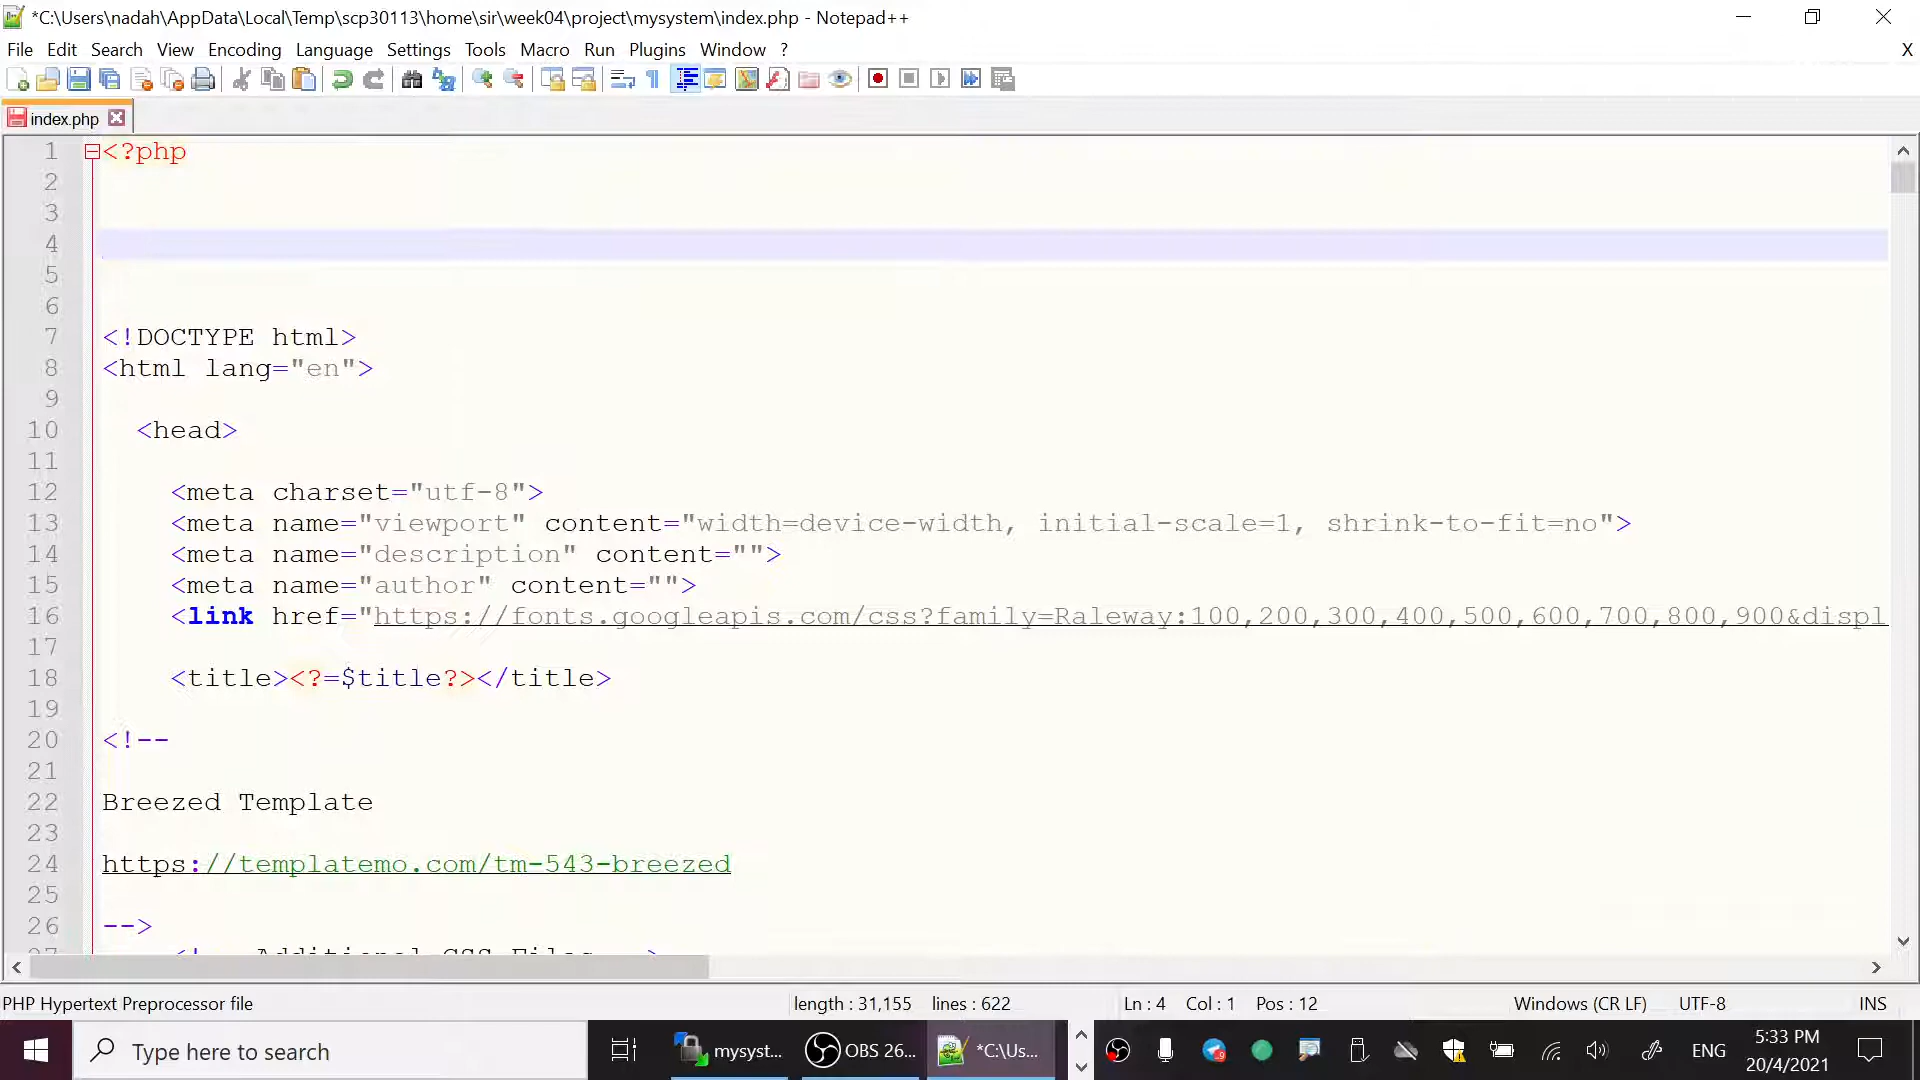 *C:\Users\nadah\AppData\Local\Temp\scp30113\home\sir\week04\project\mysystem\index.php - Notepad++
File Edit Search View Encoding Language Settings Tools Macro Run Plugins Window ? X
index.php
1 <?php
2
3
4
5
6
7 <!DOCTYPE html>
8 <html lang="en">
9
10 <head>
11
12 <meta charset="utf-8">
13 <meta name="viewport" content="width=device-width, initial-scale=1, shrink-to-fit=no">
14 <meta name="description" content="">
15 <meta name="author" content="">
16 <link href="https://fonts.googleapis.com/css?family=Raleway:100,200,300,400,500,600,700,800,900&displ
17
18 <title><?=$title?></title>
19
20 <!--
21
22 Breezed Template
23
24 https://templatemo.com/tm-543-breezed
25
26 -->
27 <!-- Additional CSS Files -->
PHP Hypertext Preprocessor file length : 31,155 lines : 622 Ln : 4 Col : 1 Pos : 12 Windows (CR LF) UTF-8 INS
Type here to search mysyst... OBS 26... *C:\Us... ENG 5:33 PM
20/4/2021